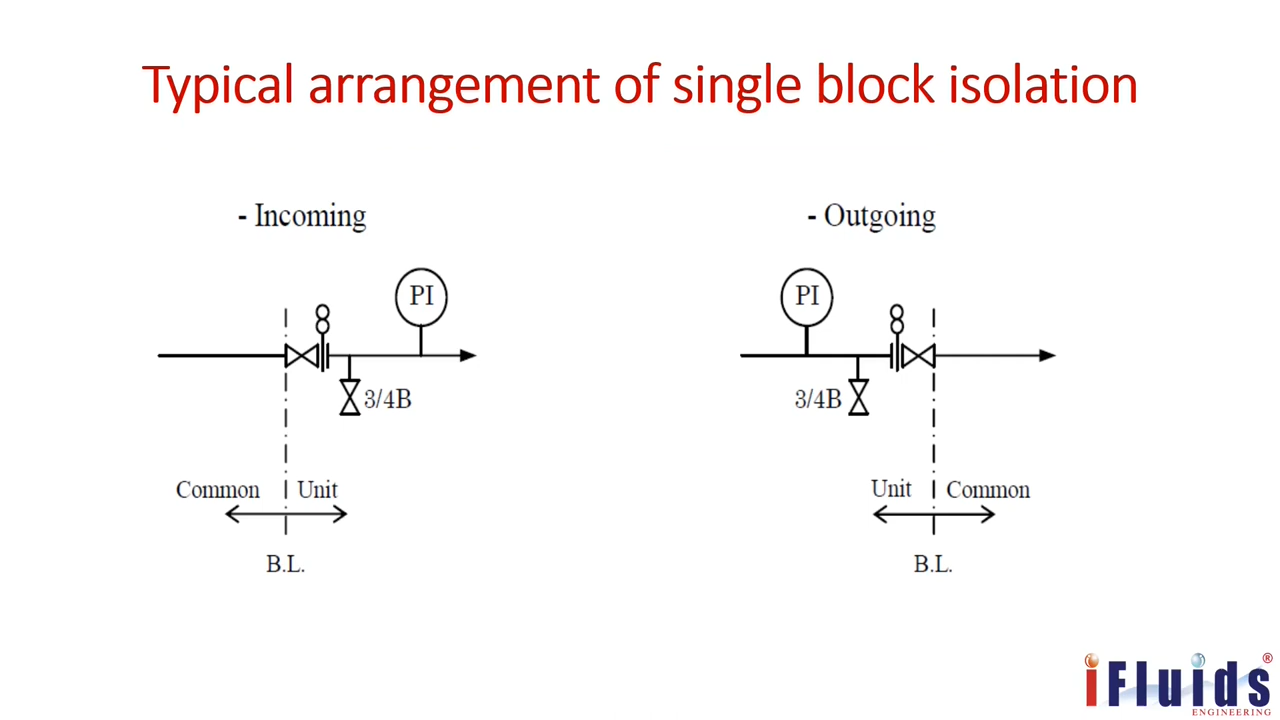 Typical arrangement of single block isolation
- Incoming
PI
3/4B
Common
Unit
B.L.
- Outgoing
PI
3/4B
Unit
Common
B.L.
iFluids®
ENGINEERING